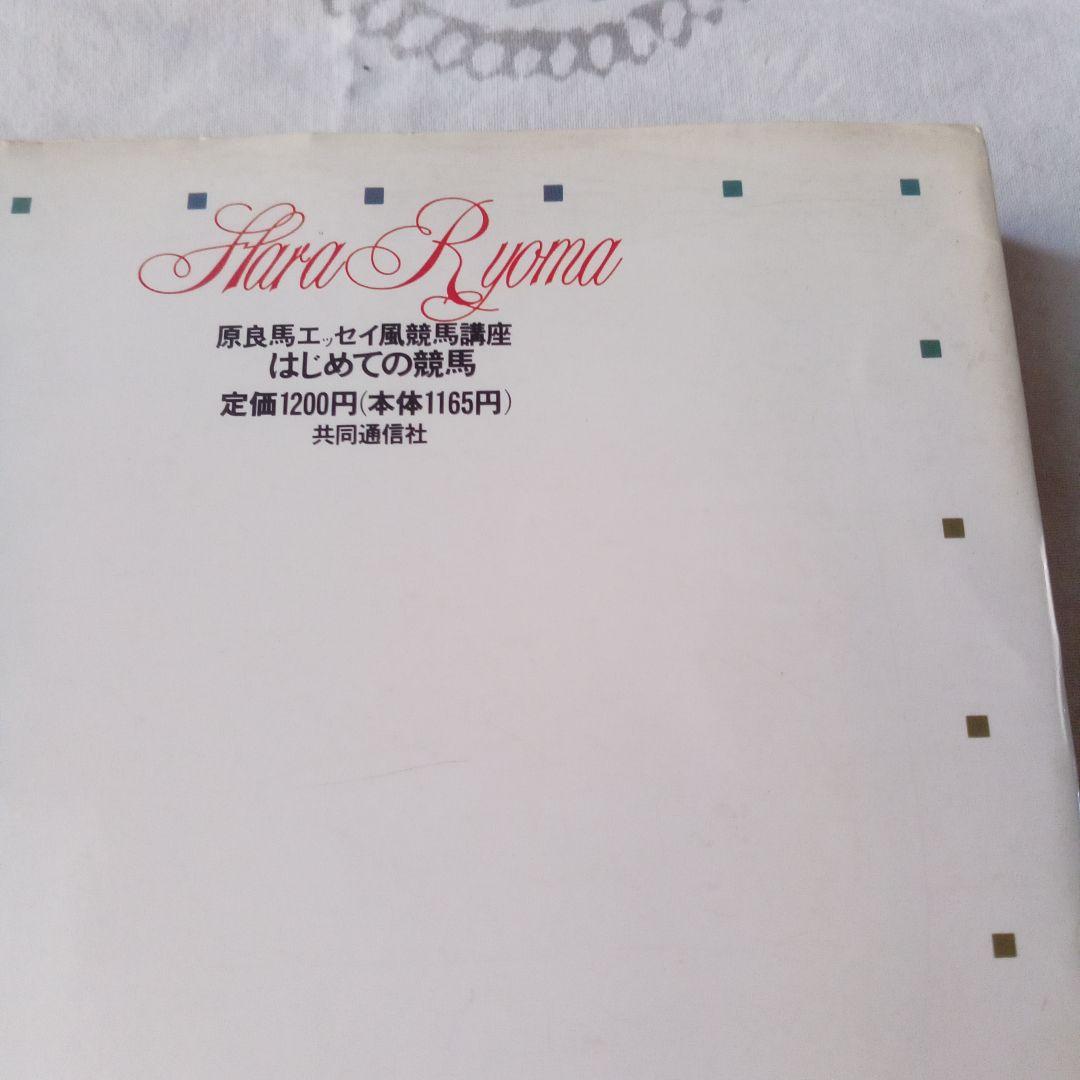 Hara Ryoma
原良馬エッセイ風競馬講座
はじめての競馬
定価1200円(本体1165円)
共同通信社